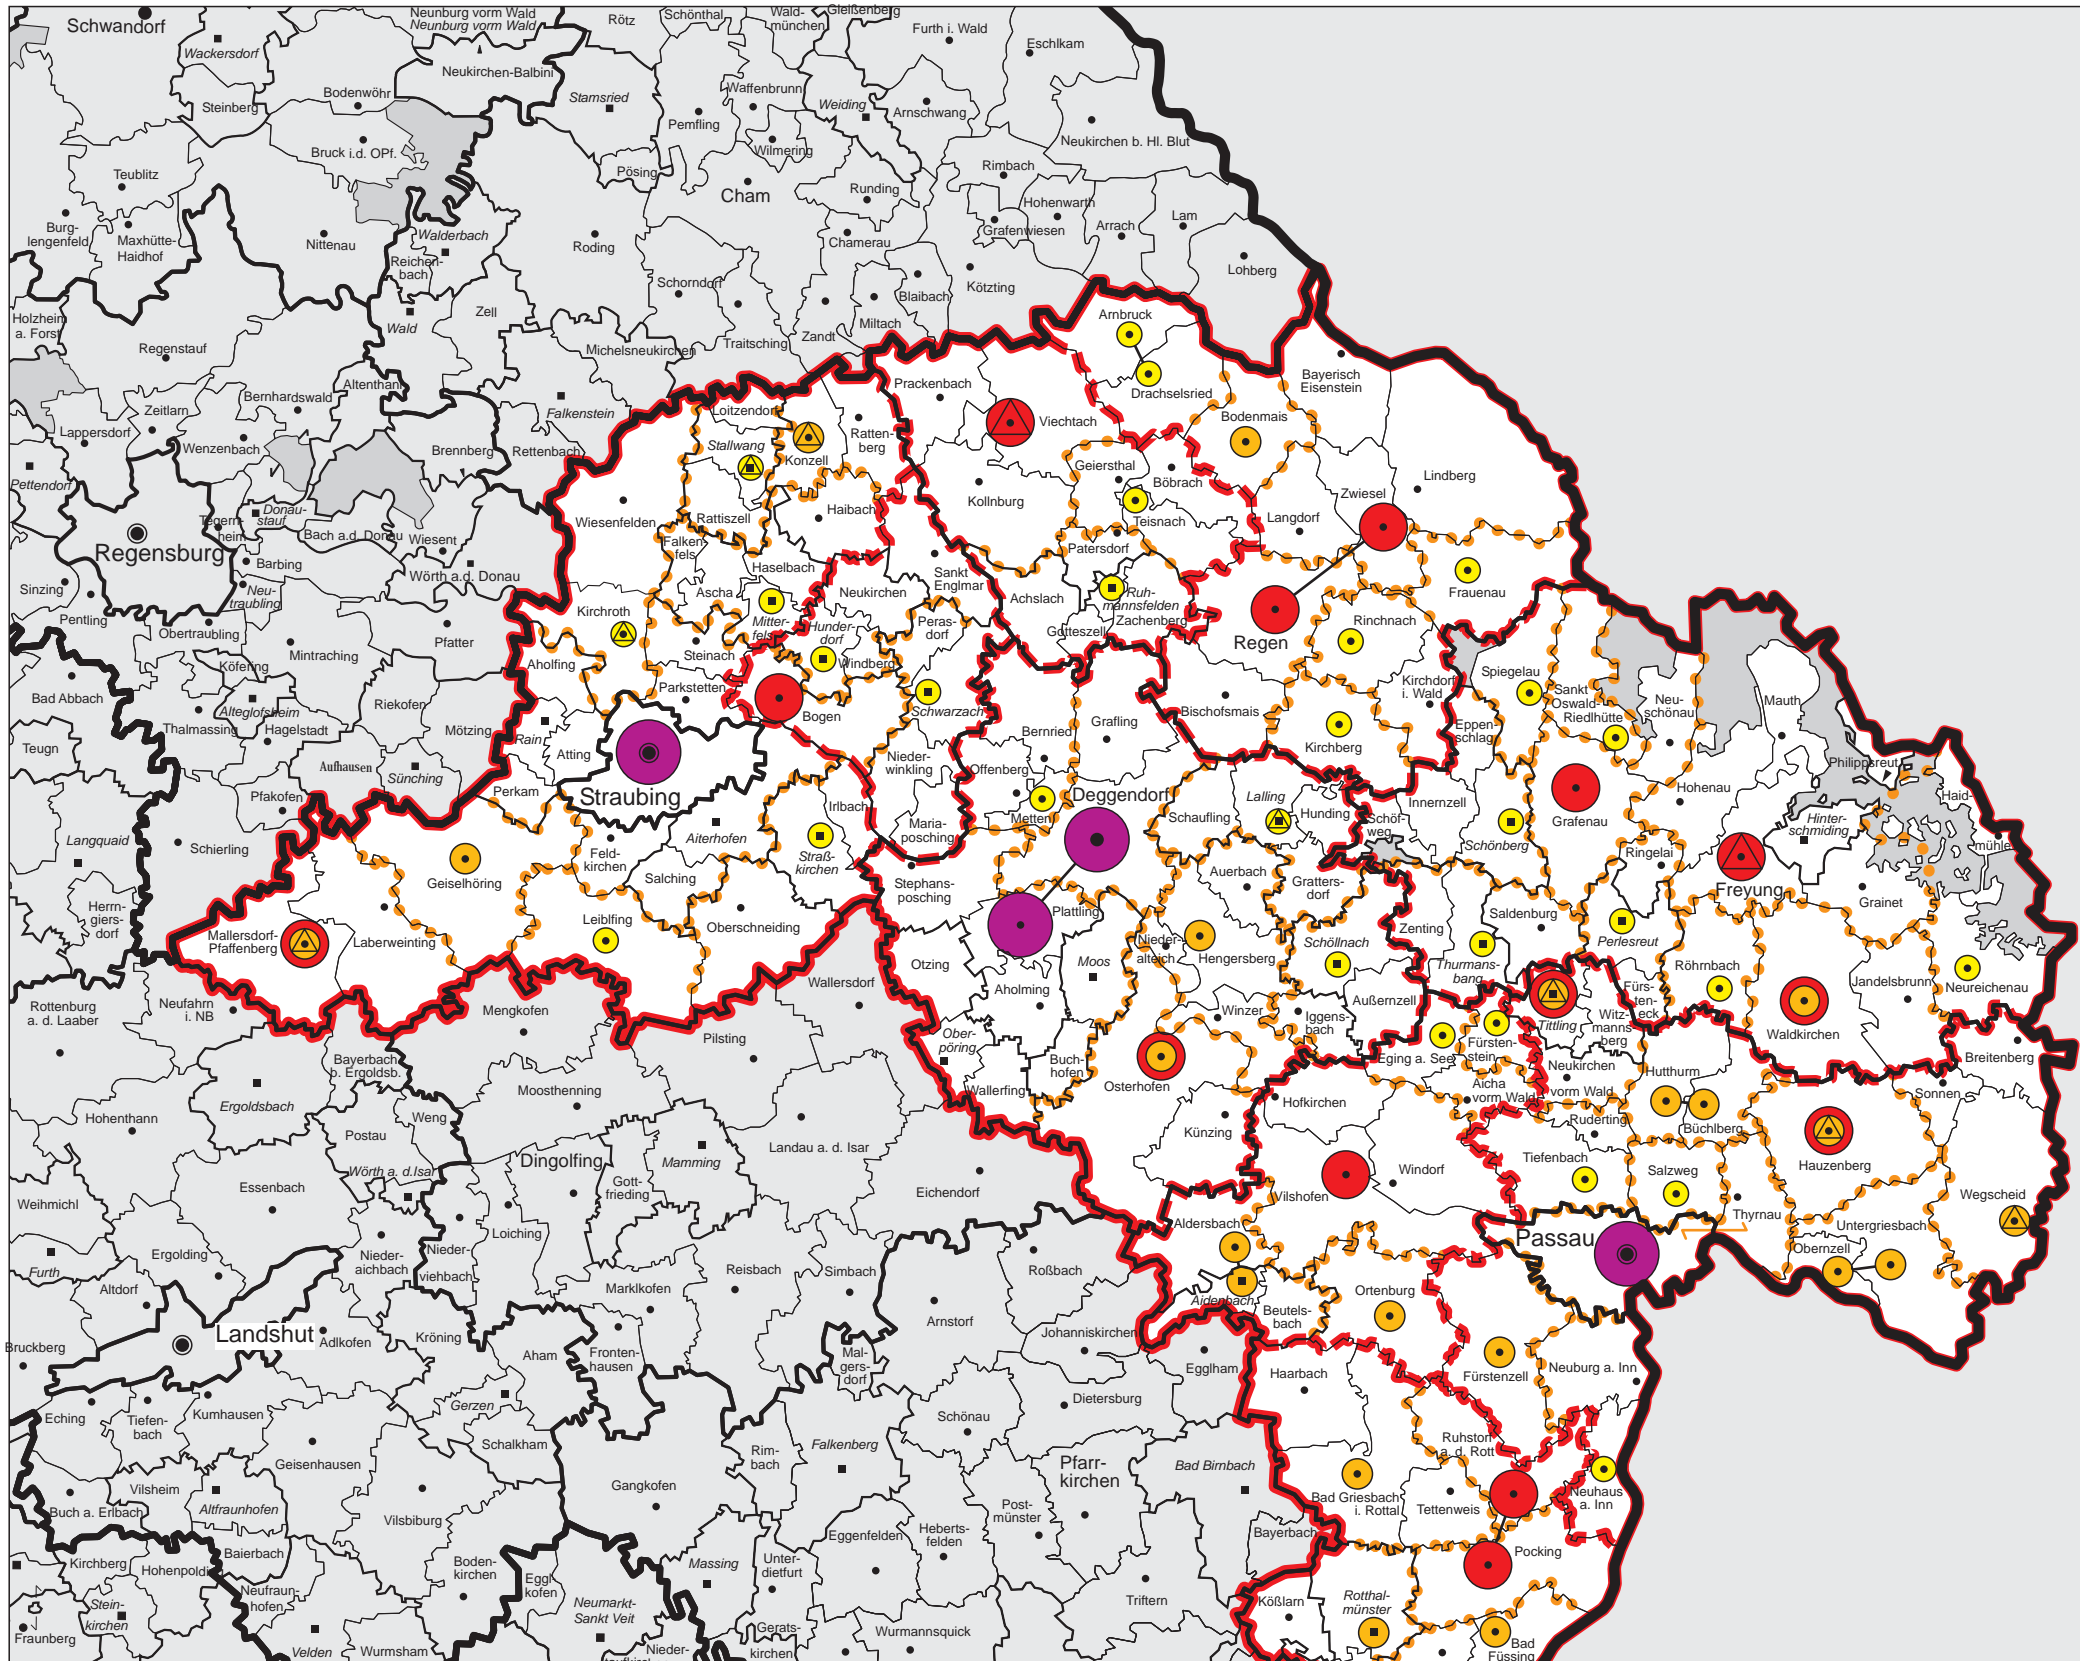 Schwandorf
Wackersdorf
Neunburg vorm Wald
Neunburg vorm Wald
Rötz
Schönthal
Wald-
münchen
Gleißenberg
Furth i. Wald
Eschlkam
Steinberg
Bodenwöhr
Neukirchen-Balbini
Stamsried
Waffenbrunn
Weiding
Arnschwang
Pemfling
Wilmering
Neukirchen b. Hl. Blut
Bruck i.d. OPf.
Teublitz
Pösing
Cham
Runding
Rimbach
Hohenwarth
Lam
Burg-
lengenfeld
Maxhütte-
Haidhof
Nittenau
Walderbach
Reichen-
bach
Roding
Chamerau
Grafenwiesen
Arrach
Lohberg
Schorndorf
Blaibach
Kötzting
Miltach
Zandt
Traitsching
Holzheim
a. Forst
Wald
Zell
Michelsneukirchen
Regenstauf
Altenthann
Bernhardswald
Zeitlarn
Lappersdorf
Wenzenbach
Brennberg
Rettenbach
Falkenstein
Pettendorf
Donau-
stauf
Tegern-
heim
Bach a.d. Donau
Wiesent
Regensburg
Barbing
Wörth a.d. Donau
Sinzing
Neu-
traubling
Pentling
Obertraubling
Mintraching
Pfatter
Köfering
Bad Abbach
Alteglofsheim
Thalmassing
Hagelstadt
Riekofen
Mötzing
Teugn
Aufhausen
Sünching
Pfakofen
Langquaid
Schierling
Herrn-
giers-
dorf
Arnbruck
Drachselsried
Bayerisch
Eisenstein
Prackenbach
Viechtach
Bodenmais
Loitzendorf
Stallwang
Konzell
Ratten-
berg
Geiersthal
Böbrach
Teisnach
Kollnburg
Zwiesel
Lindberg
Langdorf
Wiesenfelden
Rattiszell
Haibach
Falken-
fels
Patersdorf
Haselbach
Sankt
Englmar
Frauenau
Ascha
Neukirchen
Achslach
Ruh-
mannsfelden
Zachenberg
Kirchroth
Mitter-
fels
Hunder-
dorf
Peras-
dorf
Gotteszell
Regen
Rinchnach
Steinach
Windberg
Aholfing
Parkstetten
Bogen
Schwarzach
Bischofsmais
Kirchdorf
i. Wald
Spiegelau
Sankt
Oswald-
Riedlhütte
Neu-
schönau
Mauth
Rain
Atting
Straubing
Bernried
Grafling
Kirchberg
Eppen-
schlag
Nieder-
winkling
Offenberg
Philippsreut
Perkam
Irlbach
Metten
Deggendorf
Schaufling
Lalling
Hunding
Innernzell
Grafenau
Hohenau
Haid-
mühle
Hinter-
schmiding
Aiterhofen
Maria-
posching
Schöf-
weg
Schönberg
Ringelai
Freyung
Feld-
kirchen
Straß-
kirchen
Geiselhöring
Salching
Stephans-
posching
Auerbach
Gratters-
dorf
Grainet
Leiblfing
Oberschneiding
Plattling
Saldenburg
Perlesreut
Mallersdorf-
Pfaffenberg
Laberweinting
Nieder-
alteich
Hengersberg
Schöllnach
Zenting
Otzing
Moos
Thurmans-
bang
Röhrnbach
Jandelsbrunn
Neureichenau
Rottenburg
a. d. Laaber
Neufahrn
i. NB
Mengkofen
Wallersdorf
Aholming
Außernzell
Fürs-
ten-
eck
Tittling
Witz-
manns-
berg
Waldkirchen
Winzer
Iggens-
bach
Pilsting
Ober-
pöring
Osterhofen
Buch-
hofen
Eging a. See
Fürsten-
stein
Breitenberg
Bayerbach
b. Ergoldsb.
Neukirchen
vorm Wald
Hutthurm
Aicha
vorm Wald
Sonnen
Wallerfing
Ergoldsbach
Moosthenning
Hofkirchen
Büchlberg
Ruderting
Hohenthann
Weng
Postau
Künzing
Tiefenbach
Salzweg
Hauzenberg
Mamming
Landau a. d. Isar
Dingolfing
Wörth a. d.Isar
Gott-
frieding
Windorf
Vilshofen
Thyrnau
Wegscheid
Essenbach
Eichendorf
Weihmichl
Loiching
Aldersbach
Passau
Untergriesbach
Obernzell
Ergolding
Nieder-
aichbach
Nieder-
viehbach
Furth
Altdorf
Marklkofen
Reisbach
Simbach
Roßbach
Aidenbach
Beutels-
bach
Ortenburg
Landshut
Adlkofen
Kröning
Arnstorf
Bruckberg
Aham
Fronten-
hausen
Mal-
gers-
dorf
Johanniskirchen
Egglham
Haarbach
Fürstenzell
Neuburg a. Inn
Dietersburg
Gerzen
Eching
Tiefen-
bach
Kumhausen
Schönau
Schalkham
Rim-
bach
Falkenberg
Ruhstorf
a. d. Rott
Geisenhausen
Pfarr-
kirchen
Bad Birnbach
Gangkofen
Vilsheim
Altfraunhofen
Bad Griesbach
i. Rottal
Tettenweis
Neuhaus
a. Inn
Buch a. Erlbach
Vilsbiburg
Post-
münster
Bayerbach
Eggenfelden
Heberts-
felden
Kirchberg
Hohenpolding
Baierbach
Boden-
kirchen
Massing
Unter-
dietfurt
Pocking
Neufraun-
hofen
Eggl-
kofen
Neumarkt-
Sankt Veit
Triftern
Kößlarn
Rotthal-
münster
Stein-
kirchen
Fraunberg
Velden
Wurmsham
Nieder-
Gerats-
kirchen
Wurmannsquick
Bad
Füssing